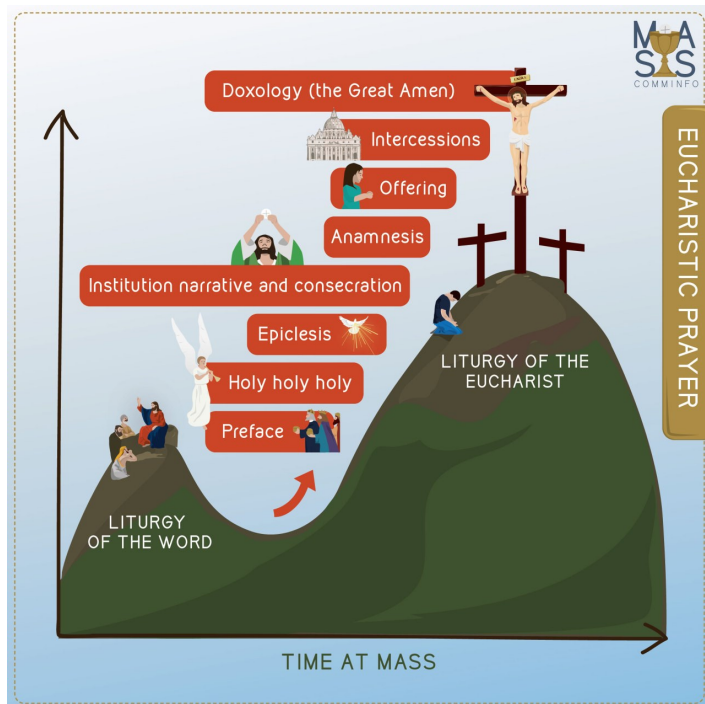 MASS
COMMINFO
EUCHARISTIC PRAYER
Doxology (the Great Amen)
Intercessions
Offering
Anamnesis
Institution narrative and consecration
Epiclesis
Holy holy holy
Preface
LITURGY OF THE
EUCHARIST
LITURGY
OF THE WORD
TIME AT MASS